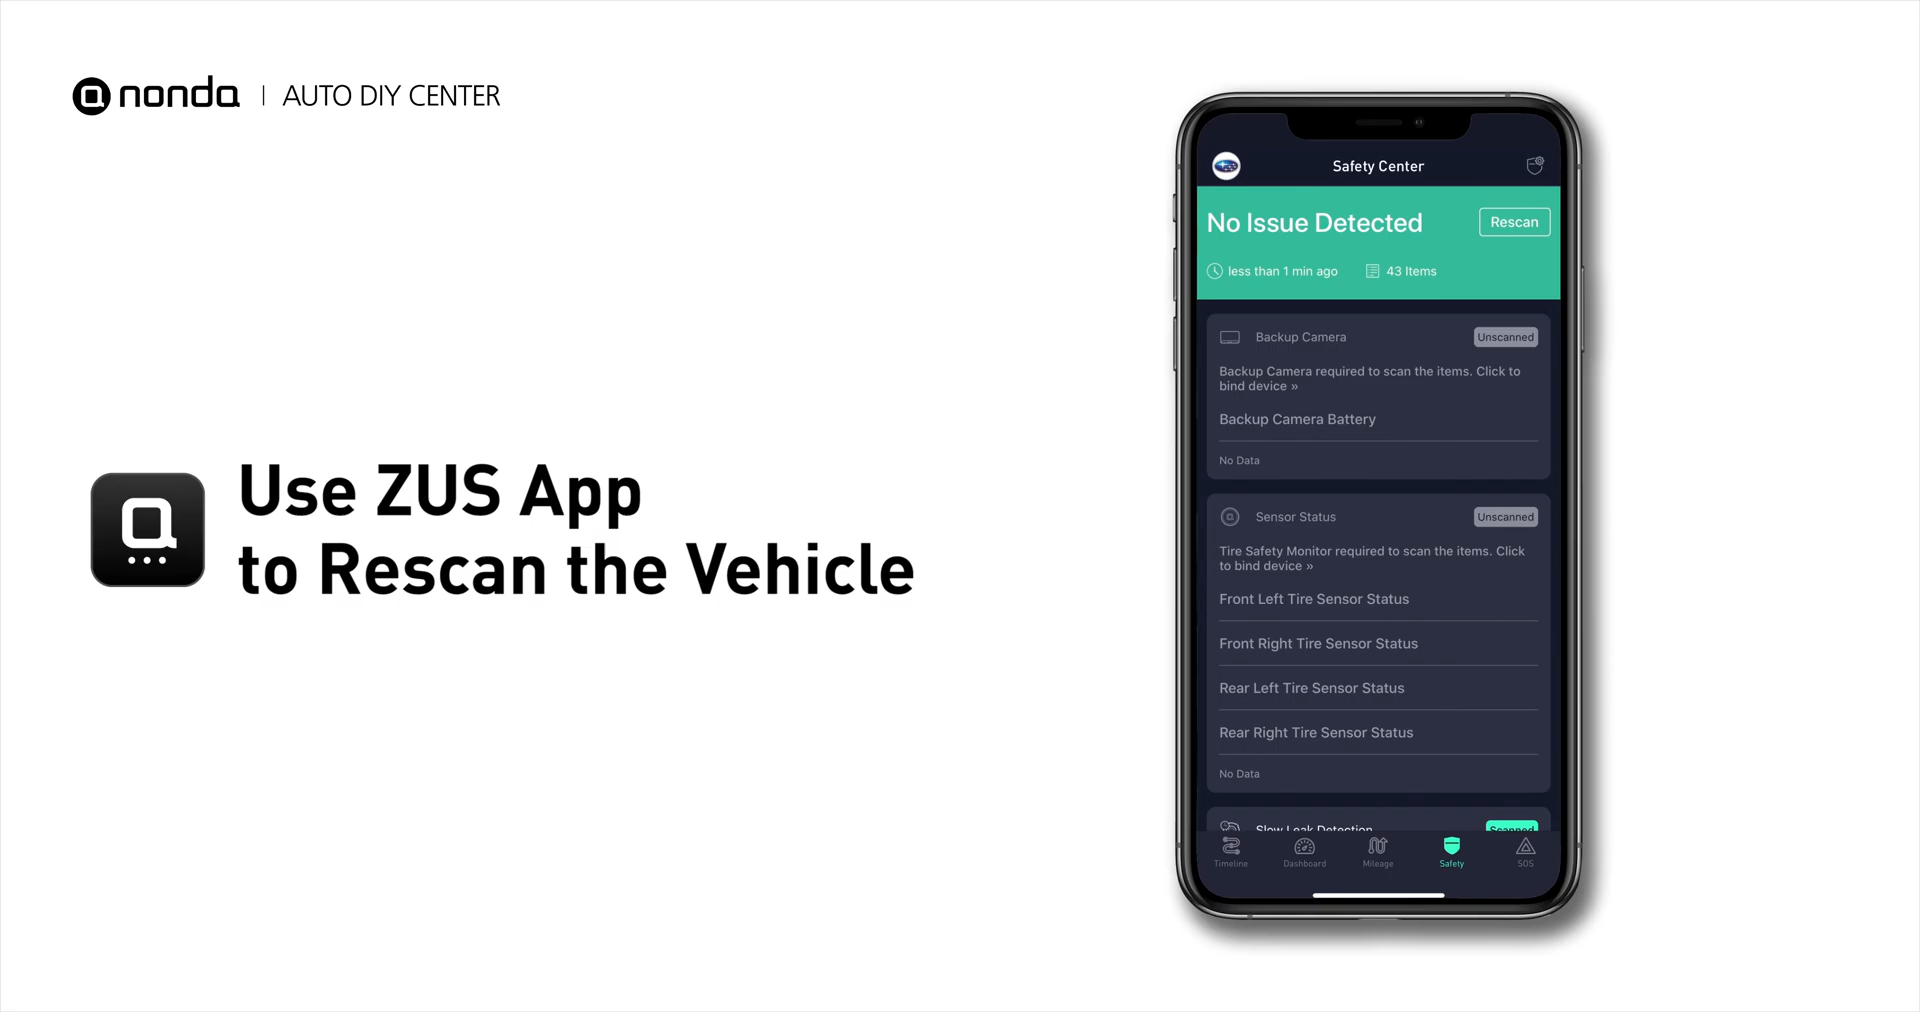 nonda | AUTO DIY CENTER
Use ZUS App
to Rescan the Vehicle
Safety Center
No Issue Detected
Rescan
less than 1 min ago
43 Items
Backup Camera
Unscanned
Backup Camera required to scan the items. Click to
bind device »
Backup Camera Battery
No Data
Sensor Status
Unscanned
Tire Safety Monitor required to scan the items. Click
to bind device »
Front Left Tire Sensor Status
Front Right Tire Sensor Status
Rear Left Tire Sensor Status
Rear Right Tire Sensor Status
No Data
Slow Leak Detection
Scanned
Timeline
Dashboard
Mileage
Safety
SOS